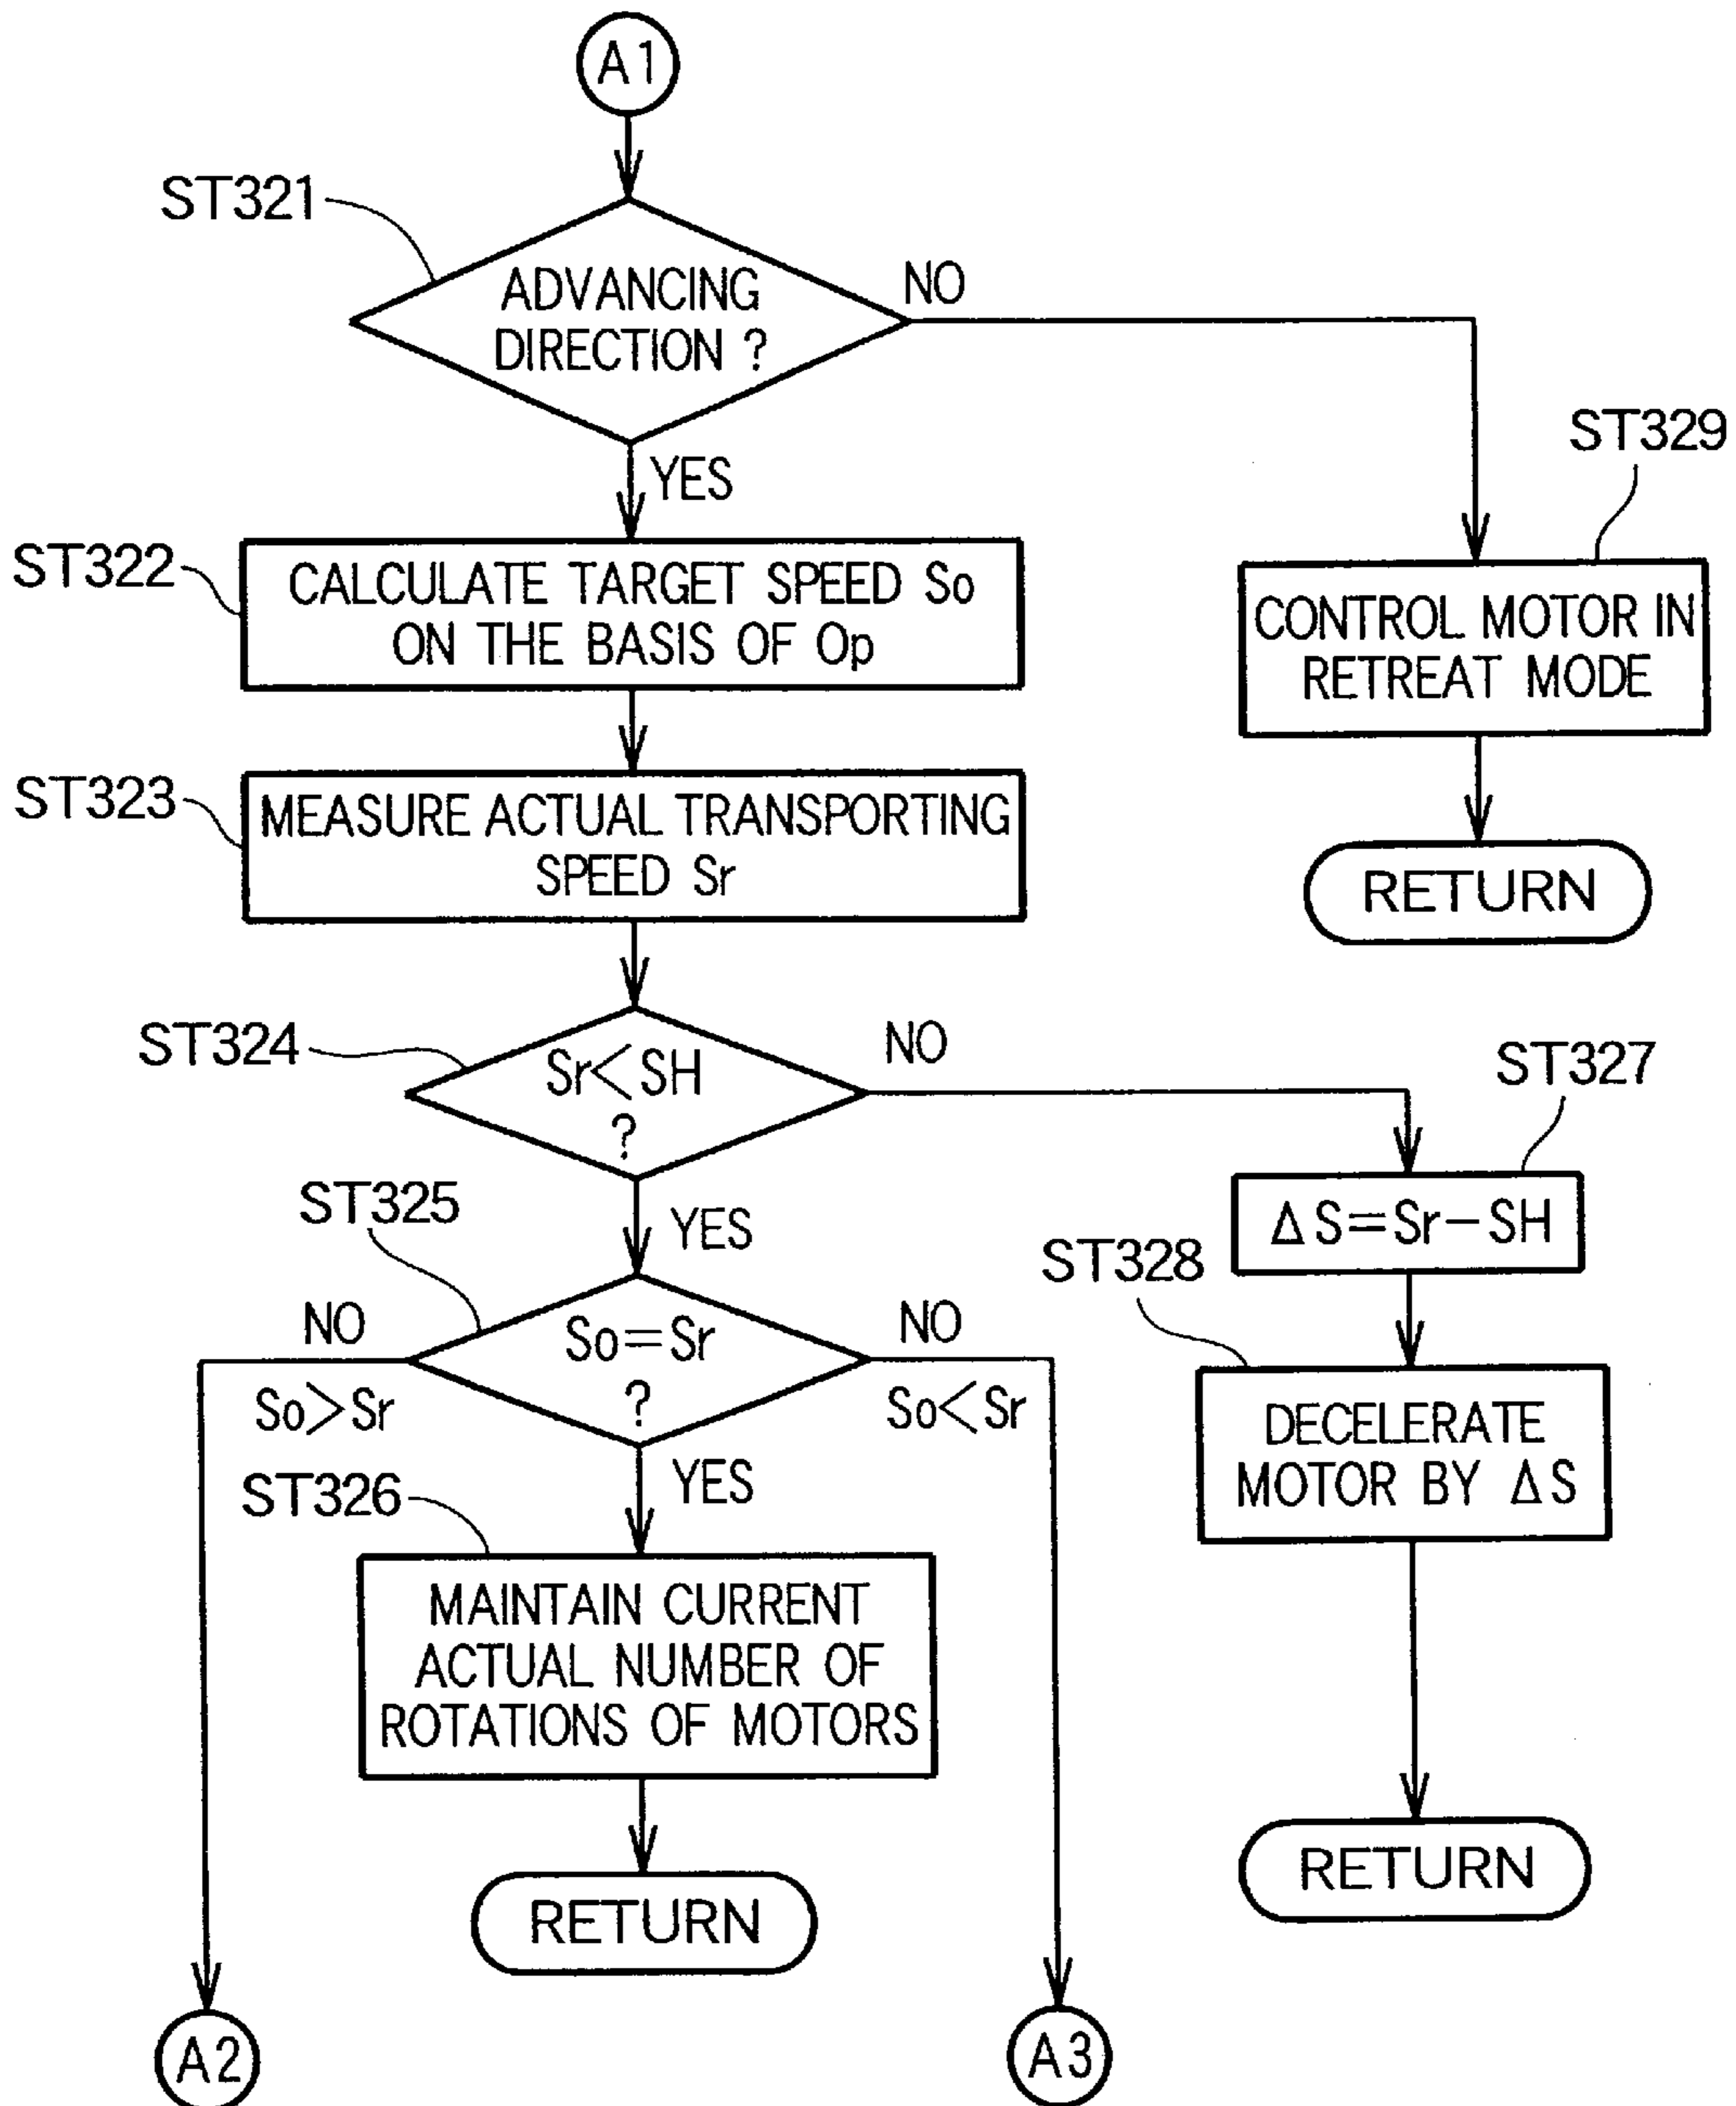 A1
ST321
ADVANCING
DIRECTION ?
NO
YES
ST329
ST322
CALCULATE TARGET SPEED So
ON THE BASIS OF Op
CONTROL MOTOR IN
RETREAT MODE
ST323
MEASURE ACTUAL TRANSPORTING
SPEED Sr
RETURN
ST324
Sr<SH
?
NO
YES
ST327
ΔS=Sr−SH
ST325
ST328
NO
So>Sr
So=Sr
?
NO
So<Sr
YES
DECELERATE
MOTOR BY ΔS
ST326
MAINTAIN CURRENT
ACTUAL NUMBER OF
ROTATIONS OF MOTORS
RETURN
RETURN
A2
A3